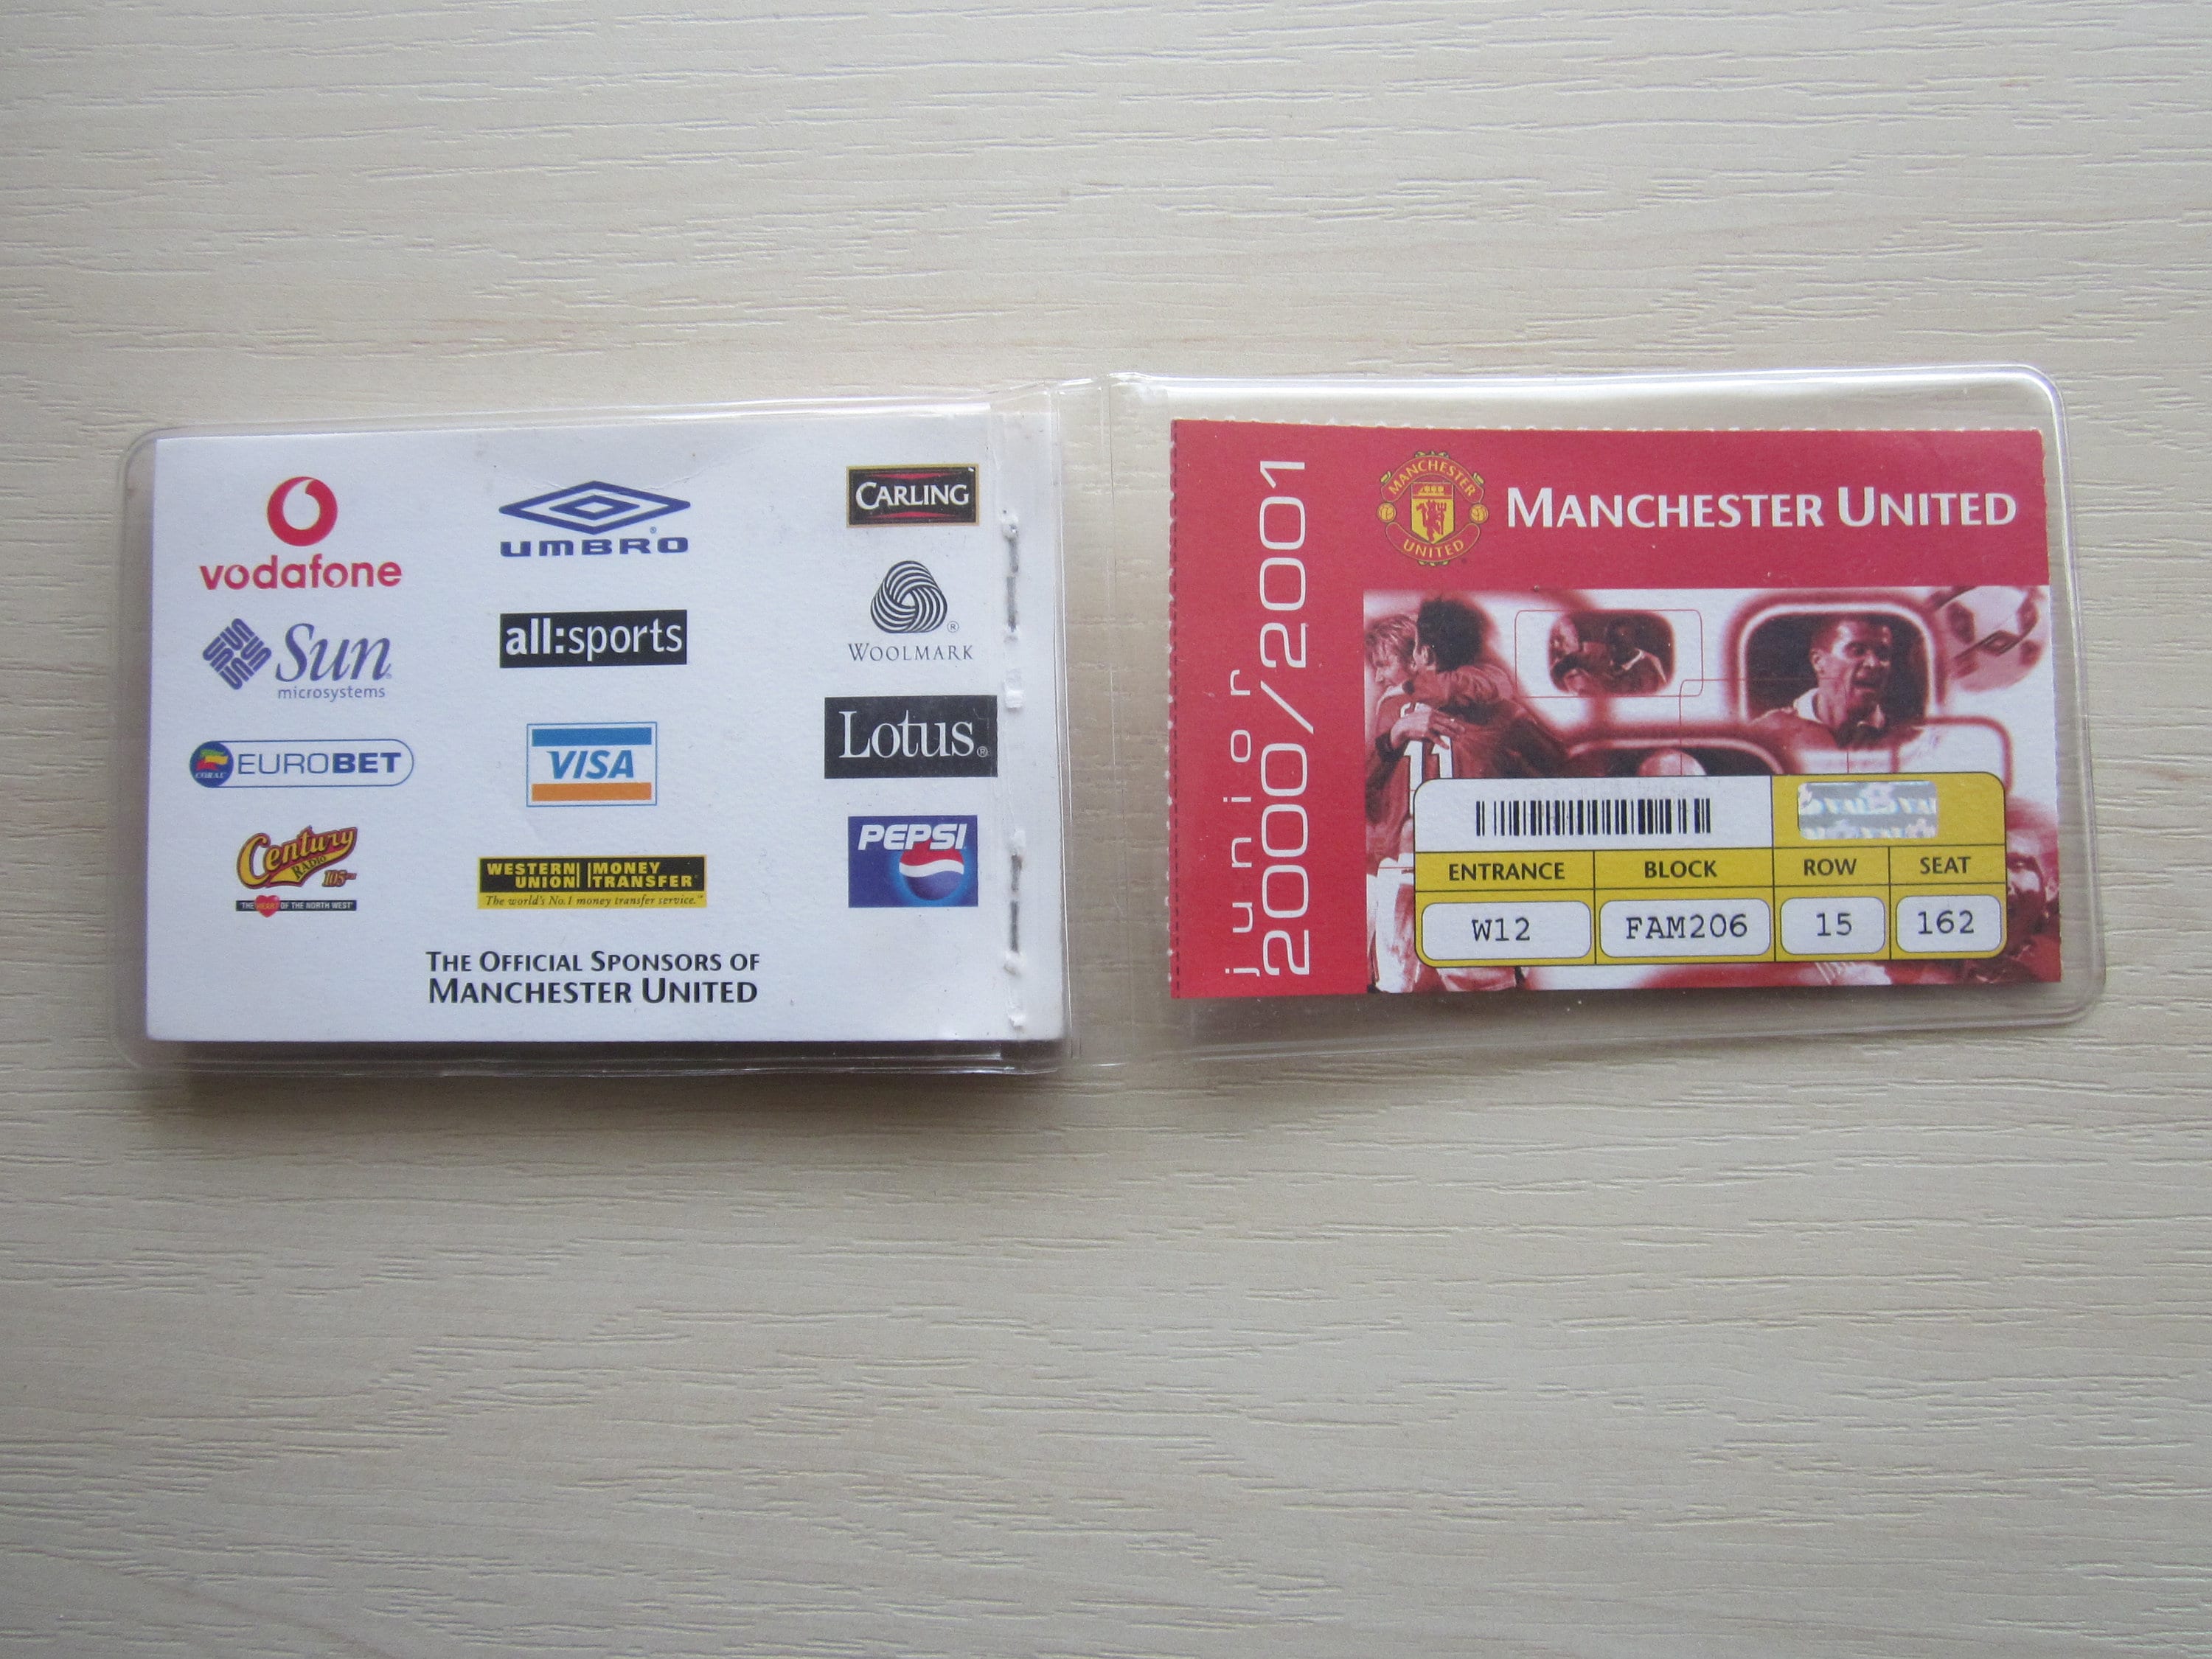 vodafone
UMBRO®
CARLING
Sun
microsystems
all:sports
WOOLMARK
®
EUROBET
CORAL
VISA
Lotus®
Century
RADIO
105
THE HEART OF THE NORTH WEST
WESTERN UNION
MONEY TRANSFER
The world's No.1 money transfer service.
PEPSI
THE OFFICIAL SPONSORS OF
MANCHESTER UNITED
junior
2000/2001
MANCHESTER
UNITED
MANCHESTER UNITED
11
ENTRANCE BLOCK ROW SEAT
W12 FAM206 15 162